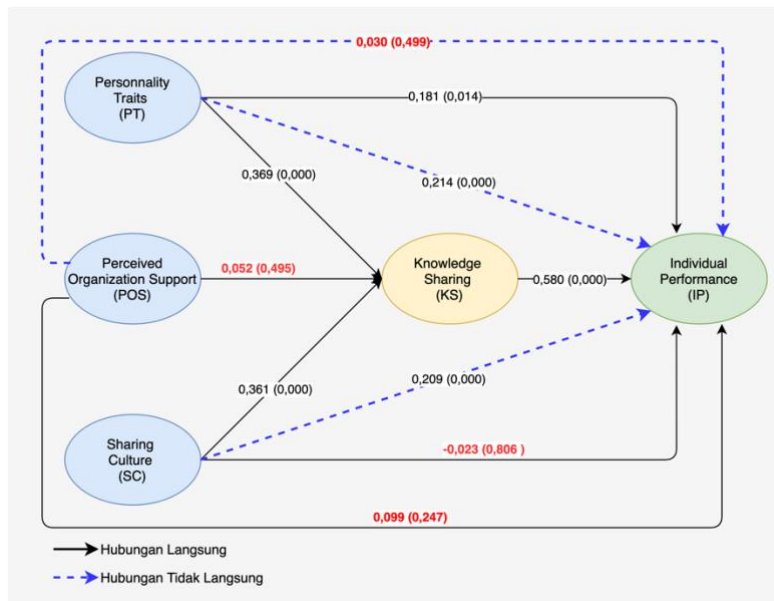 0,030 (0,499)
Personnality
Traits
(PT)
0,181 (0,014)
0,369 (0,000)
0,214 (0,000)
Perceived
Organization Support
(POS)
0,052 (0,495)
Knowledge
Sharing
(KS)
0,580 (0,000)
Individual
Performance
(IP)
0,361 (0,000)
0,209 (0,000)
Sharing
Culture
(SC)
-0,023 (0,806 )
0,099 (0,247)
Hubungan Langsung
Hubungan Tidak Langsung